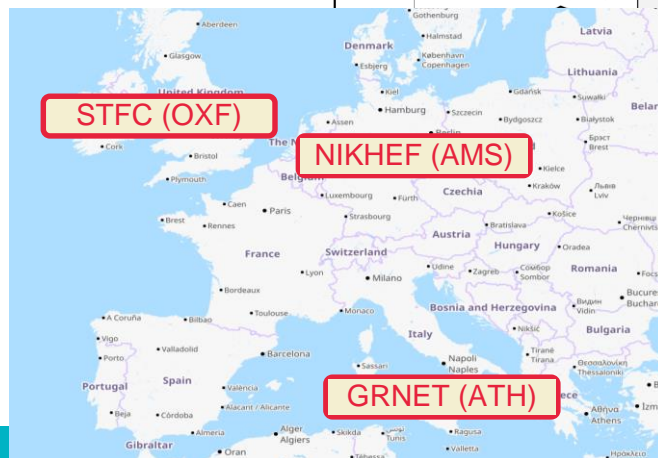 Aberdeen
Gothenburg
Halmstad
Latvia
Glasgow
Denmark
København
Copenhagen
Esbjerg
Lithuania
United Kingdom
Kiel
Gdańsk
Suwałki
Hamburg
Szczecin
STFC (OXF)
Assen
Bydgoszcz
Białystok
Cork
Bristol
Berlin
Брэст
Brest
NIKHEF (AMS)
Plymouth
Kielce
Luxembourg
Fürth
Czechia
Kraków
Львів
Lviv
Caen
Paris
Brest
Rennes
Strasbourg
Košice
Bratislava
Austria
France
Switzerland
Hungary
Oradea
Lyon
Milano
Udine
Zagreb
Сомбор
Sombor
Romania
Bordeaux
A Coruña
Bilbao
Toulouse
Monaco
Bosnia and Herzegovina
Видин
Vidin
Vigo
Nikšić
Bulgaria
Italy
Porto
Valladolid
Barcelona
Sassari
Napoli
Naples
Tiranë
Tirana
Θεσσαλονίκη
Thessaloniki
Portugal
Spain
València
GRNET (ATH)
Beja
Córdoba
Alacant / Alicante
Αθήνα
Athens
Almería
Alger
Algiers
Skikda
Tunis
Ragusa
Gibraltar
Oran
Valletta